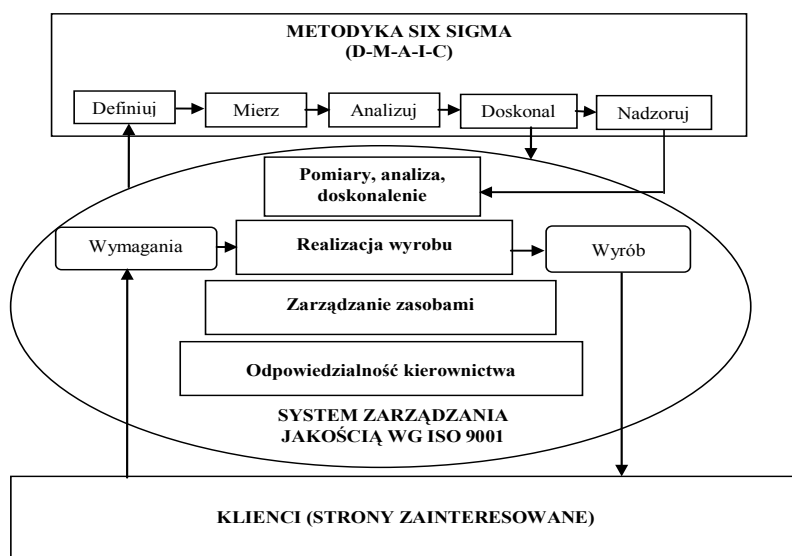 METODYKA SIX SIGMA
(D-M-A-I-C)
Definiuj
Mierz
Analizuj
Doskonal
Nadzoruj
Pomiary, analiza,
doskonalenie
Wymagania
Realizacja wyrobu
Wyrób
Zarządzanie zasobami
Odpowiedzialność kierownictwa
SYSTEM ZARZĄDZANIA
JAKOŚCIĄ WG ISO 9001
KLIENCI (STRONY ZAINTERESOWANE)